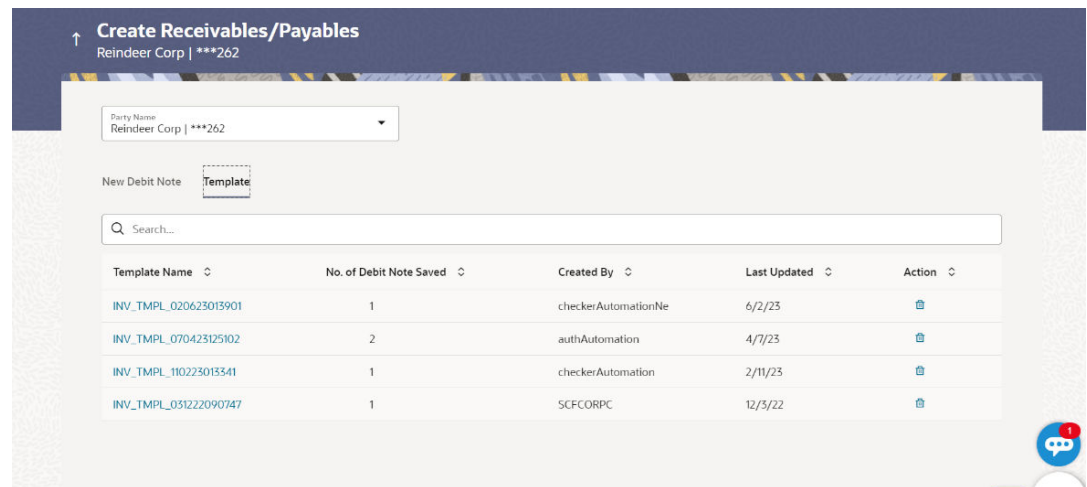 Create Receivables/Payables
Reindeer Corp | ***262
Party Name
Reindeer Corp | ***262
New Debit Note Template
Search...
Template Name No. of Debit Note Saved Created By Last Updated Action
INV_TMPL_020623013901 1 checkerAutomationNe 6/2/23
INV_TMPL_070423125102 2 authAutomation 4/7/23
INV_TMPL_110223013341 1 checkerAutomation 2/11/23
INV_TMPL_031222090747 1 SCFCORPC 12/3/22
1